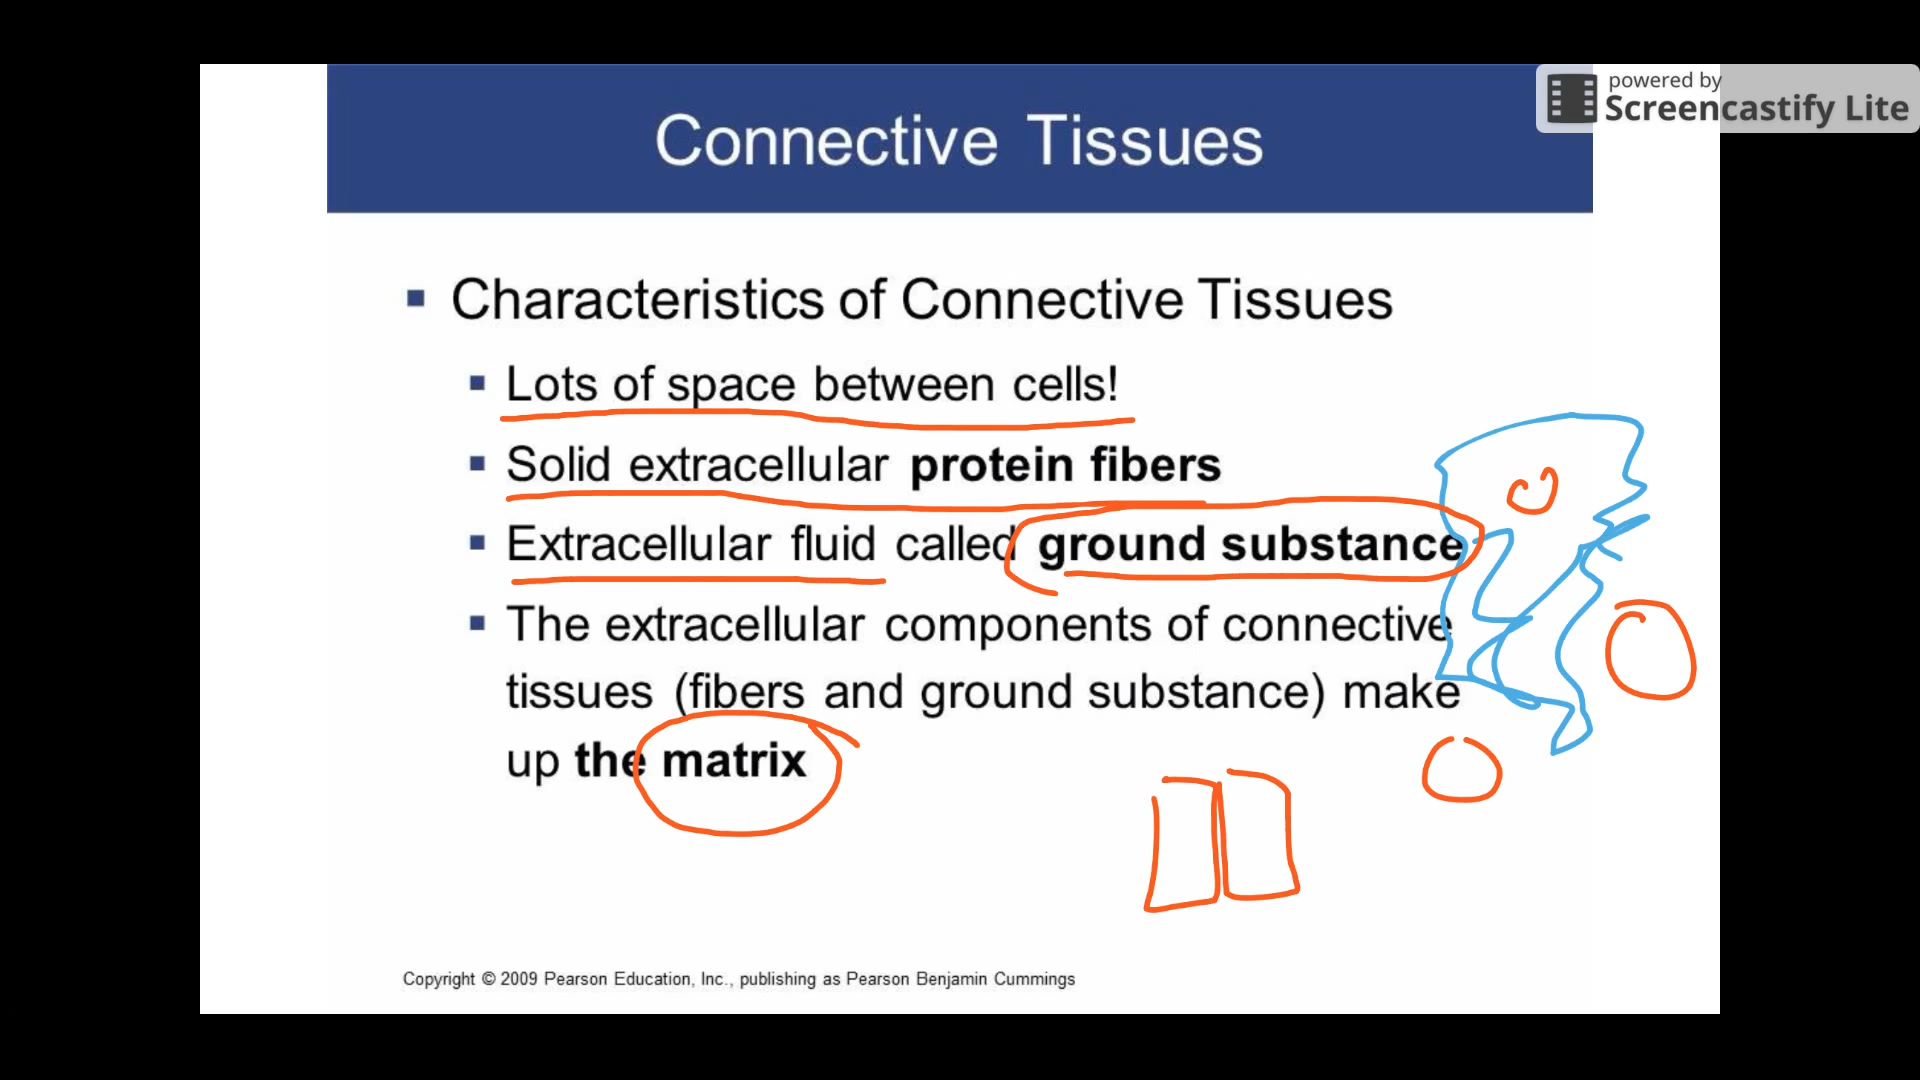 powered by
Screencastify Lite
Connective Tissues
Characteristics of Connective Tissues
Lots of space between cells!
Solid extracellular protein fibers
Extracellular fluid called ground substance
The extracellular components of connective
tissues (fibers and ground substance) make
up the matrix
Copyright © 2009 Pearson Education, Inc., publishing as Pearson Benjamin Cummings